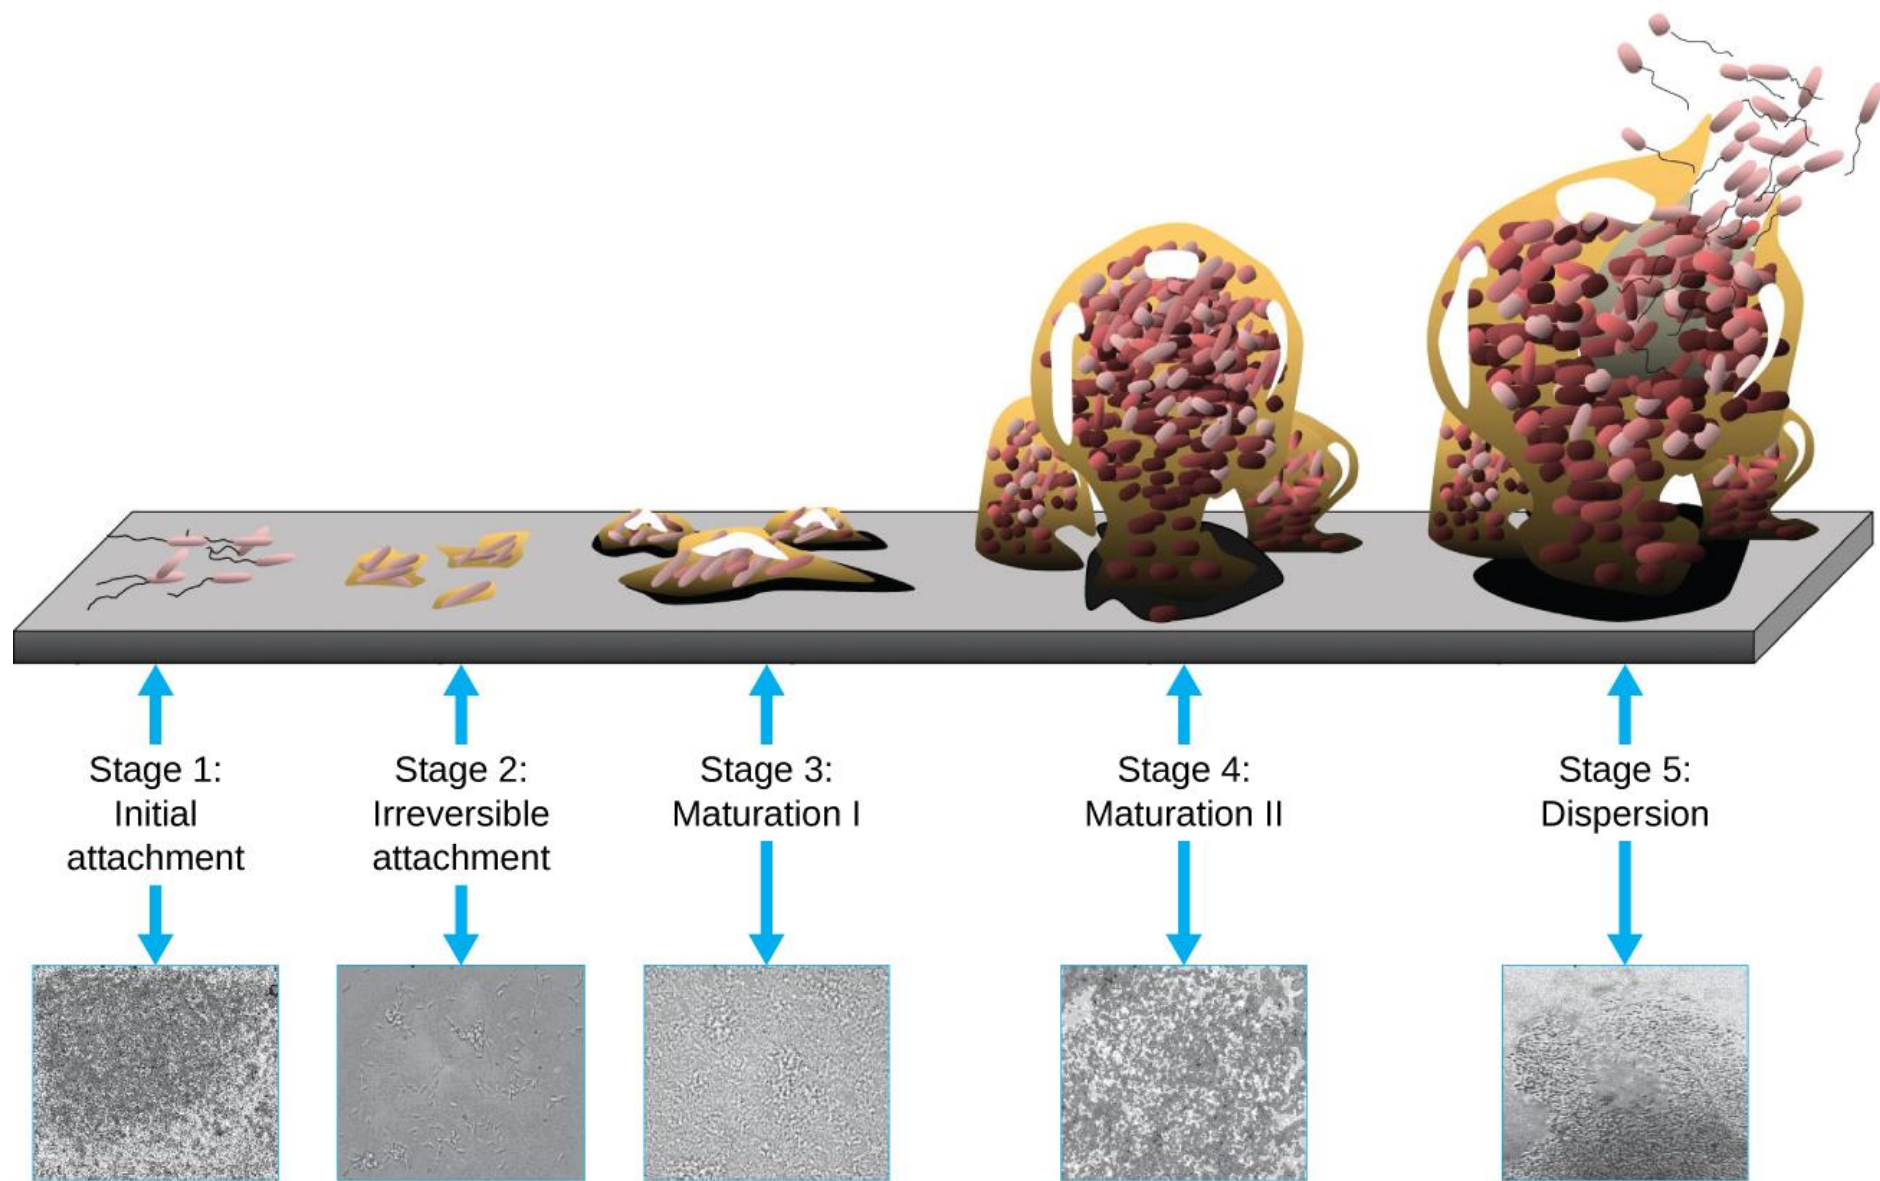 Stage 1:
Initial
attachment
Stage 2:
Irreversible
attachment
Stage 3:
Maturation I
Stage 4:
Maturation II
Stage 5:
Dispersion